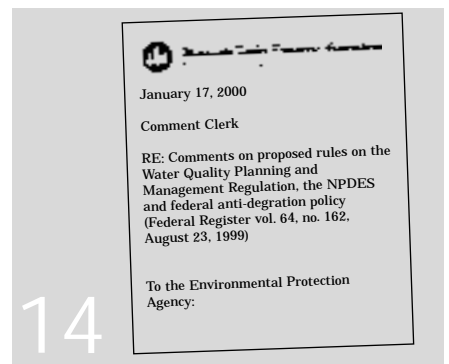 January 17, 2000
Comment Clerk
RE: Comments on proposed rules on the
Water Quality Planning and
Management Regulation, the NPDES
and federal anti-degration policy
(Federal Register vol. 64, no. 162,
August 23, 1999)
To the Environmental Protection
Agency:
14